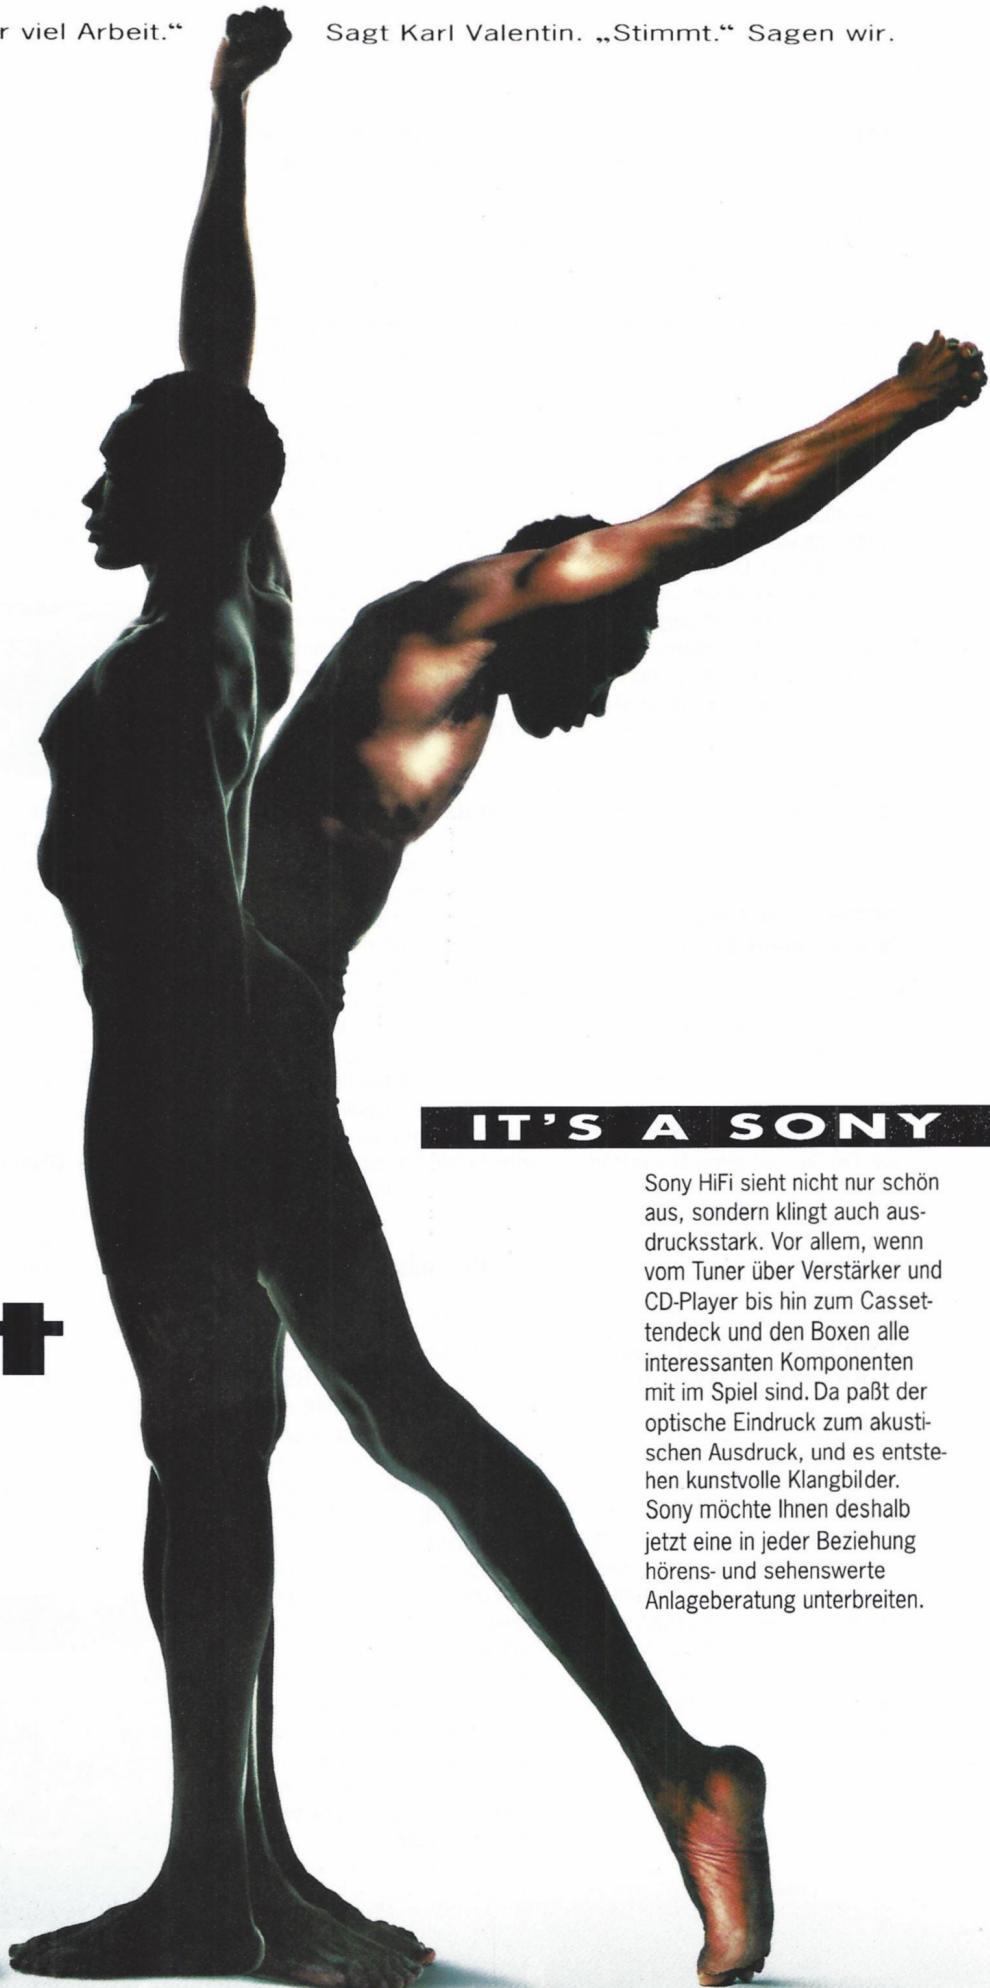 r viel Arbeit.“ Sagt Karl Valentin. „Stimmt.“ Sagen wir.
IT’S A SONY
Sony HiFi sieht nicht nur schön
aus, sondern klingt auch aus-
drucksstark. Vor allem, wenn
vom Tuner über Verstärker und
CD-Player bis hin zum Casset-
tendeck und den Boxen alle
interessanten Komponenten
mit im Spiel sind. Da paßt der
optische Eindruck zum akusti-
schen Ausdruck, und es entste-
hen kunstvolle Klangbilder.
Sony möchte Ihnen deshalb
jetzt eine in jeder Beziehung
hörens- und sehenswerte
Anlageberatung unterbreiten.
t